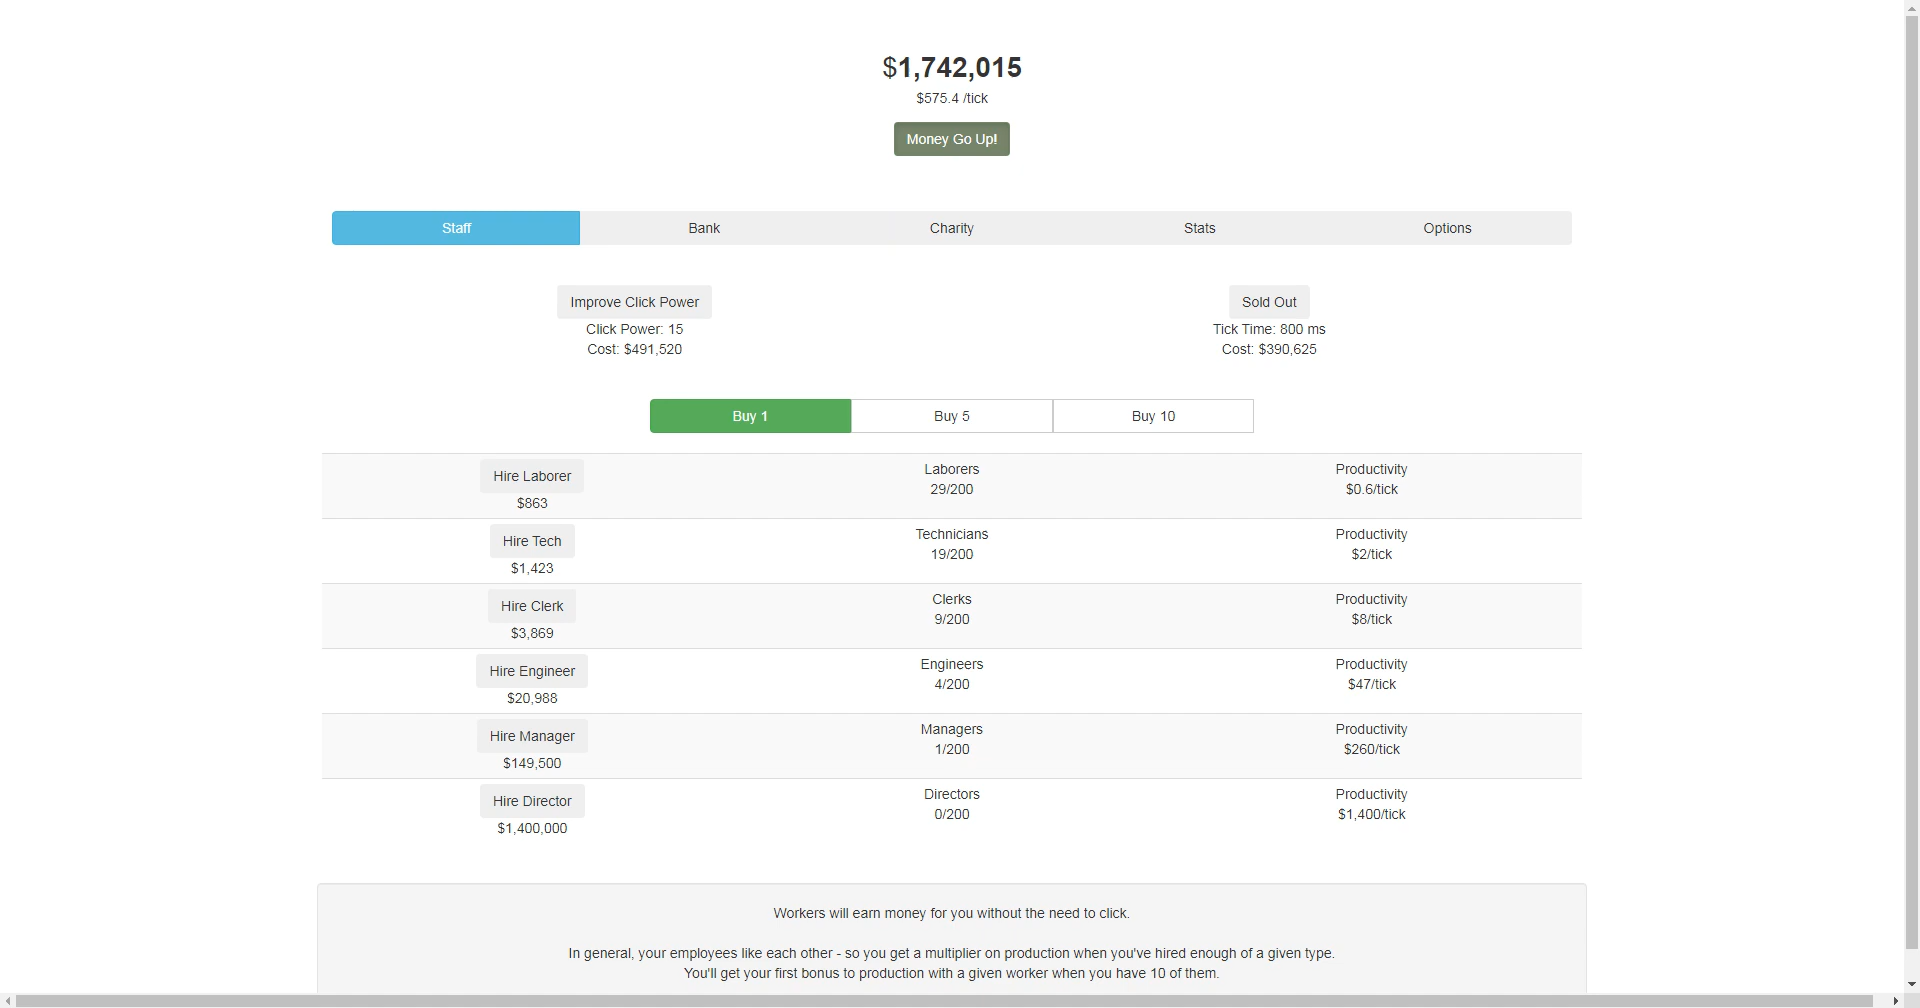 $1,742,015
$575.4 /tick
Money Go Up!
Staff Bank Charity Stats Options
Improve Click Power Sold Out
Click Power: 15 Tick Time: 800 ms
Cost: $491,520 Cost: $390,625
Buy 1 Buy 5 Buy 10
Hire Laborer Laborers Productivity
$863 29/200 $0.6/tick
Hire Tech Technicians Productivity
$1,423 19/200 $2/tick
Hire Clerk Clerks Productivity
$3,869 9/200 $8/tick
Hire Engineer Engineers Productivity
$20,988 4/200 $47/tick
Hire Manager Managers Productivity
$149,500 1/200 $260/tick
Hire Director Directors Productivity
$1,400,000 0/200 $1,400/tick
Workers will earn money for you without the need to click.
In general, your employees like each other - so you get a multiplier on production when you've hired enough of a given type.
You'll get your first bonus to production with a given worker when you have 10 of them.